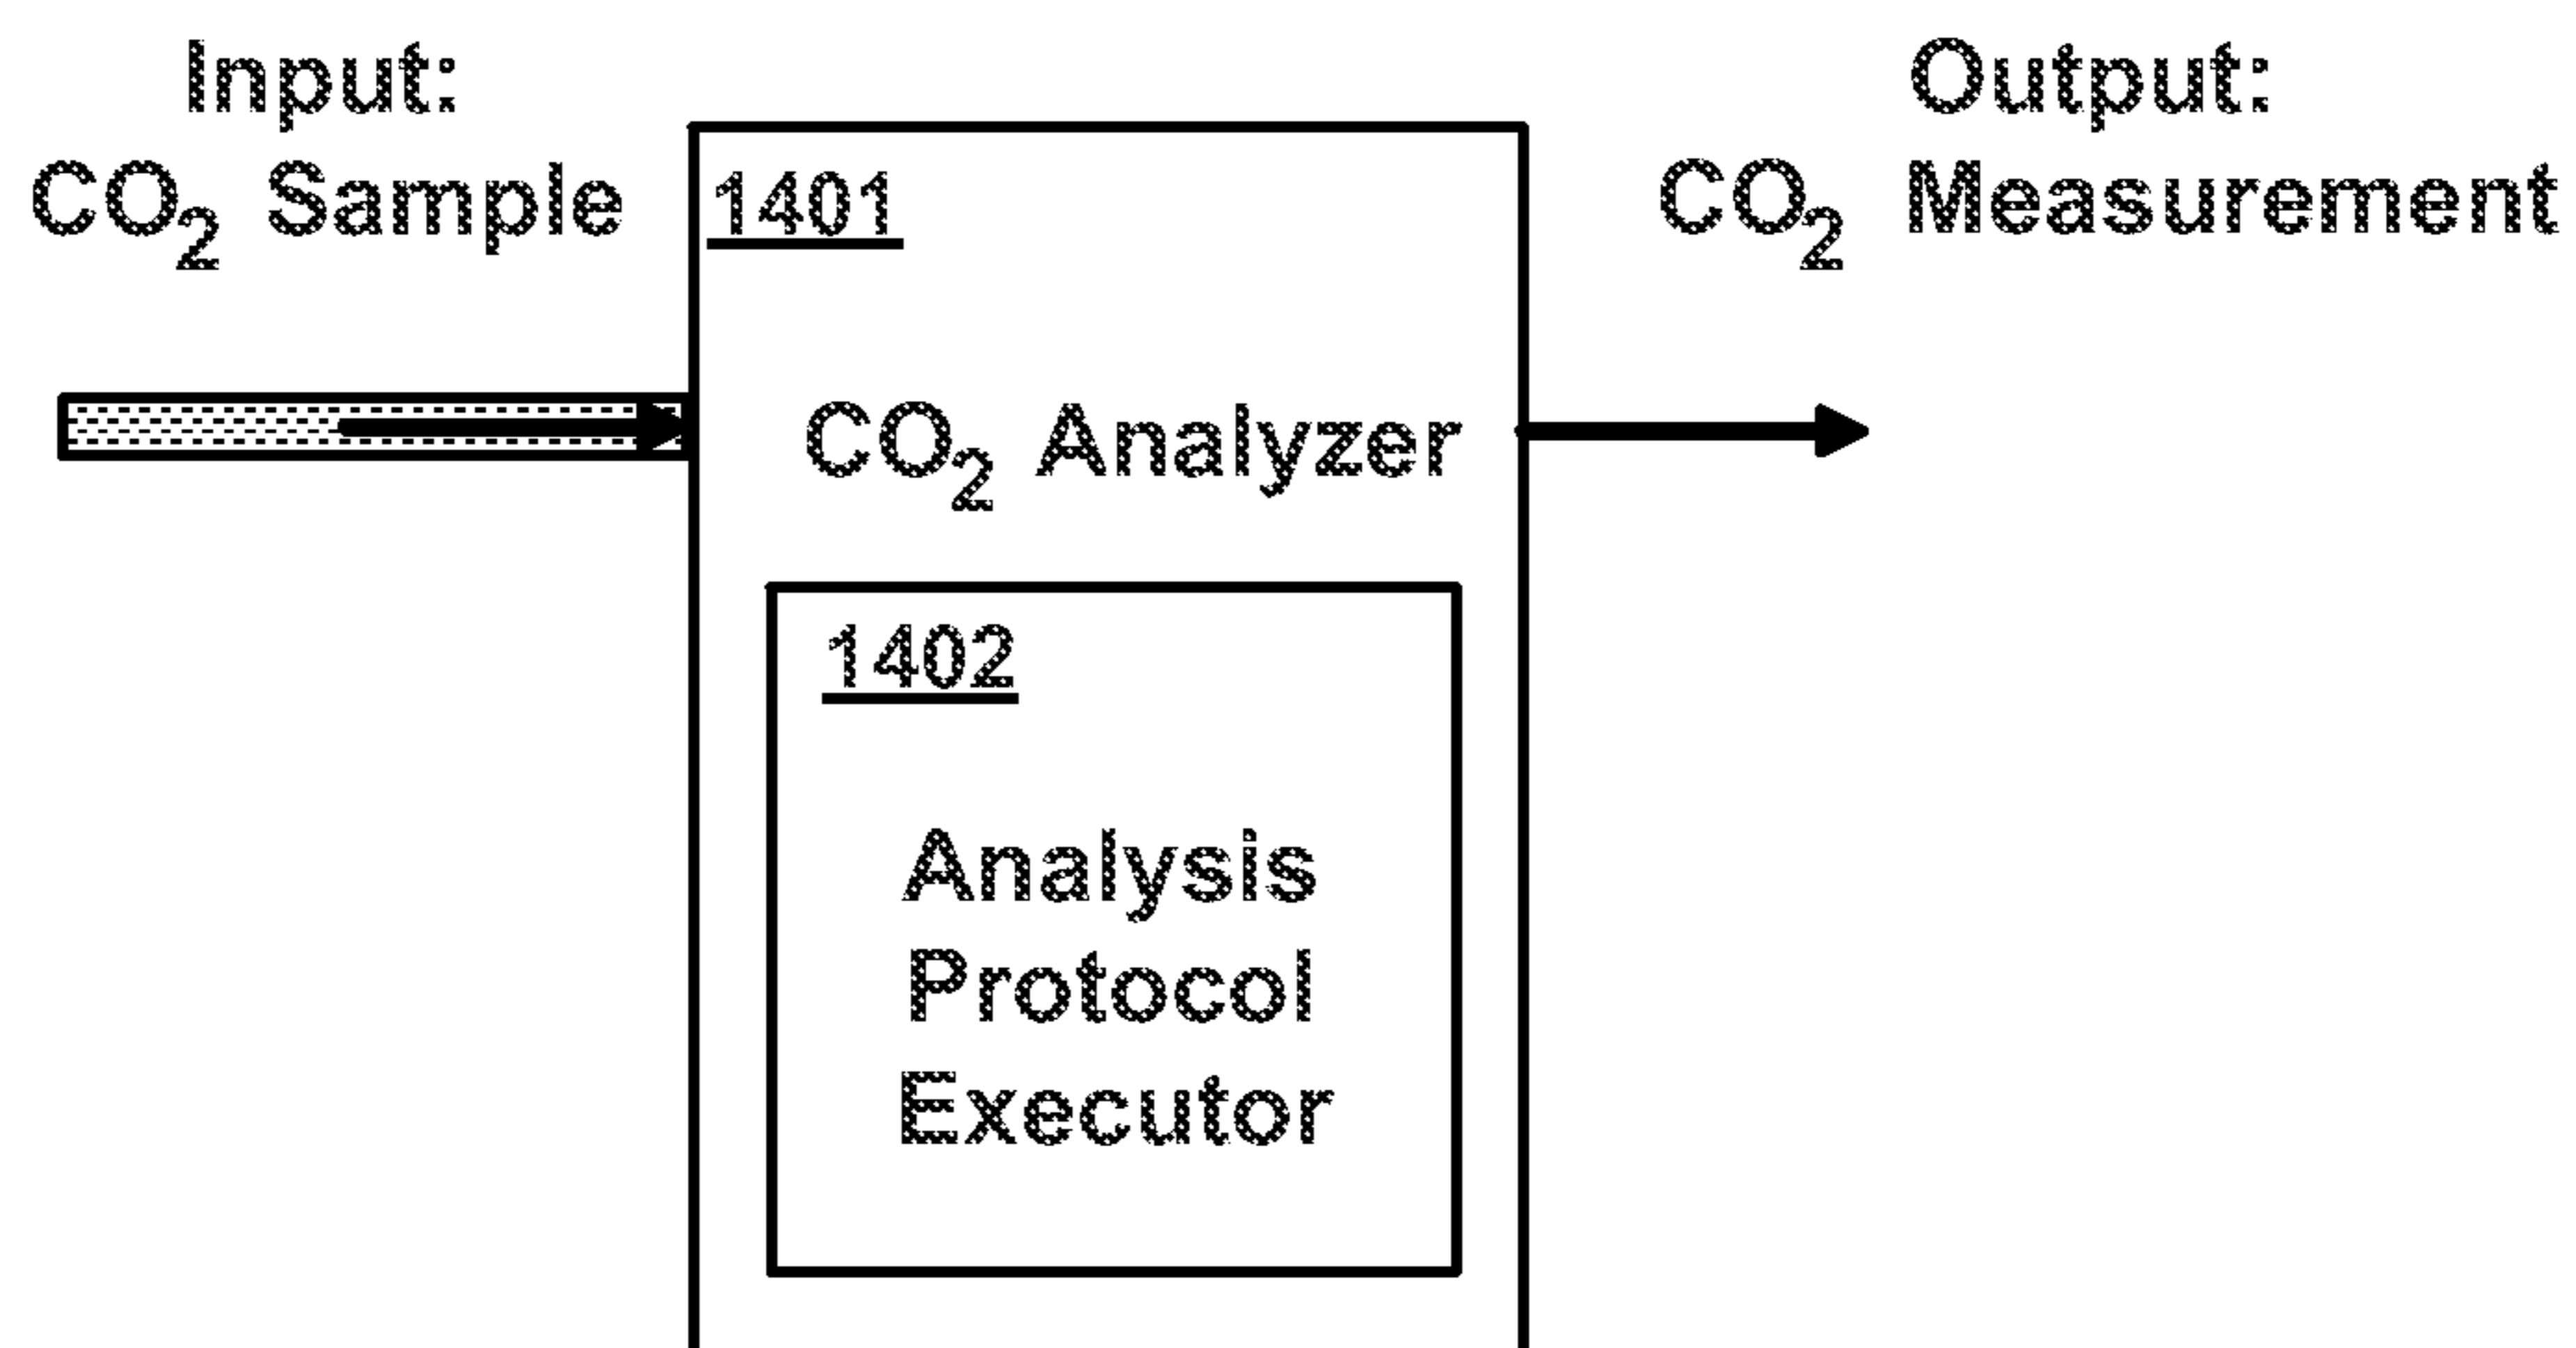 Input:
CO₂ Sample
1401
CO₂ Analyzer
1402
Analysis
Protocol
Executor
Output:
CO₂ Measurement